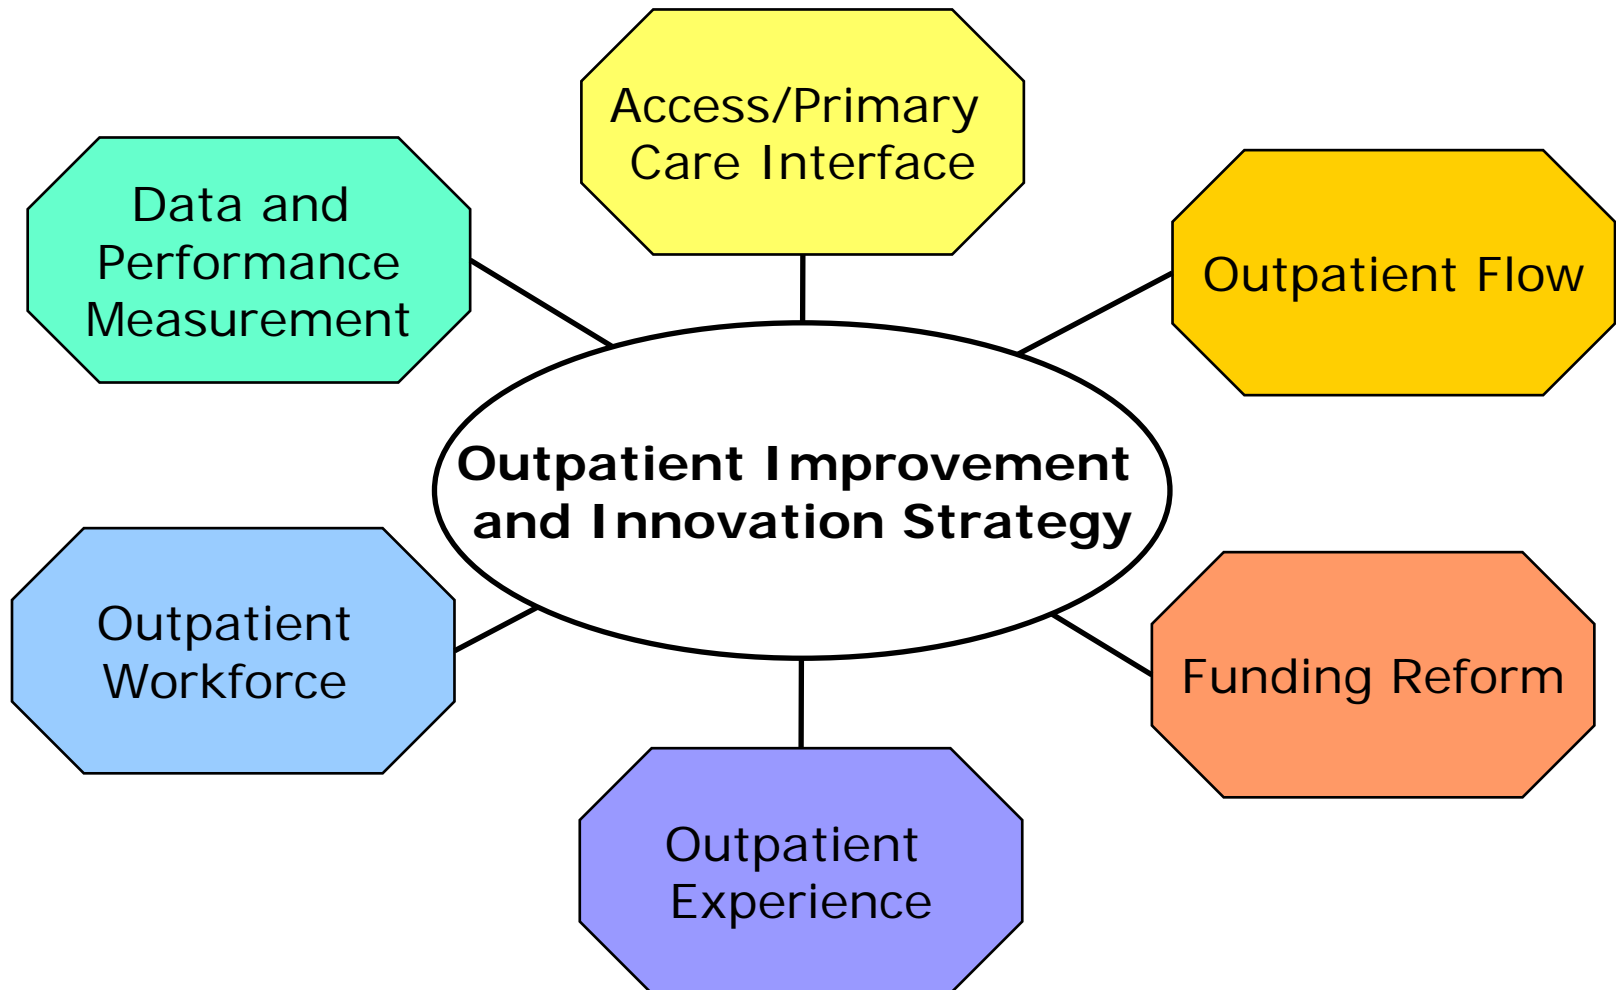 Access/Primary
Care Interface
Data and
Performance
Measurement
Outpatient Flow
Outpatient Improvement
and Innovation Strategy
Outpatient
Workforce
Funding Reform
Outpatient
Experience